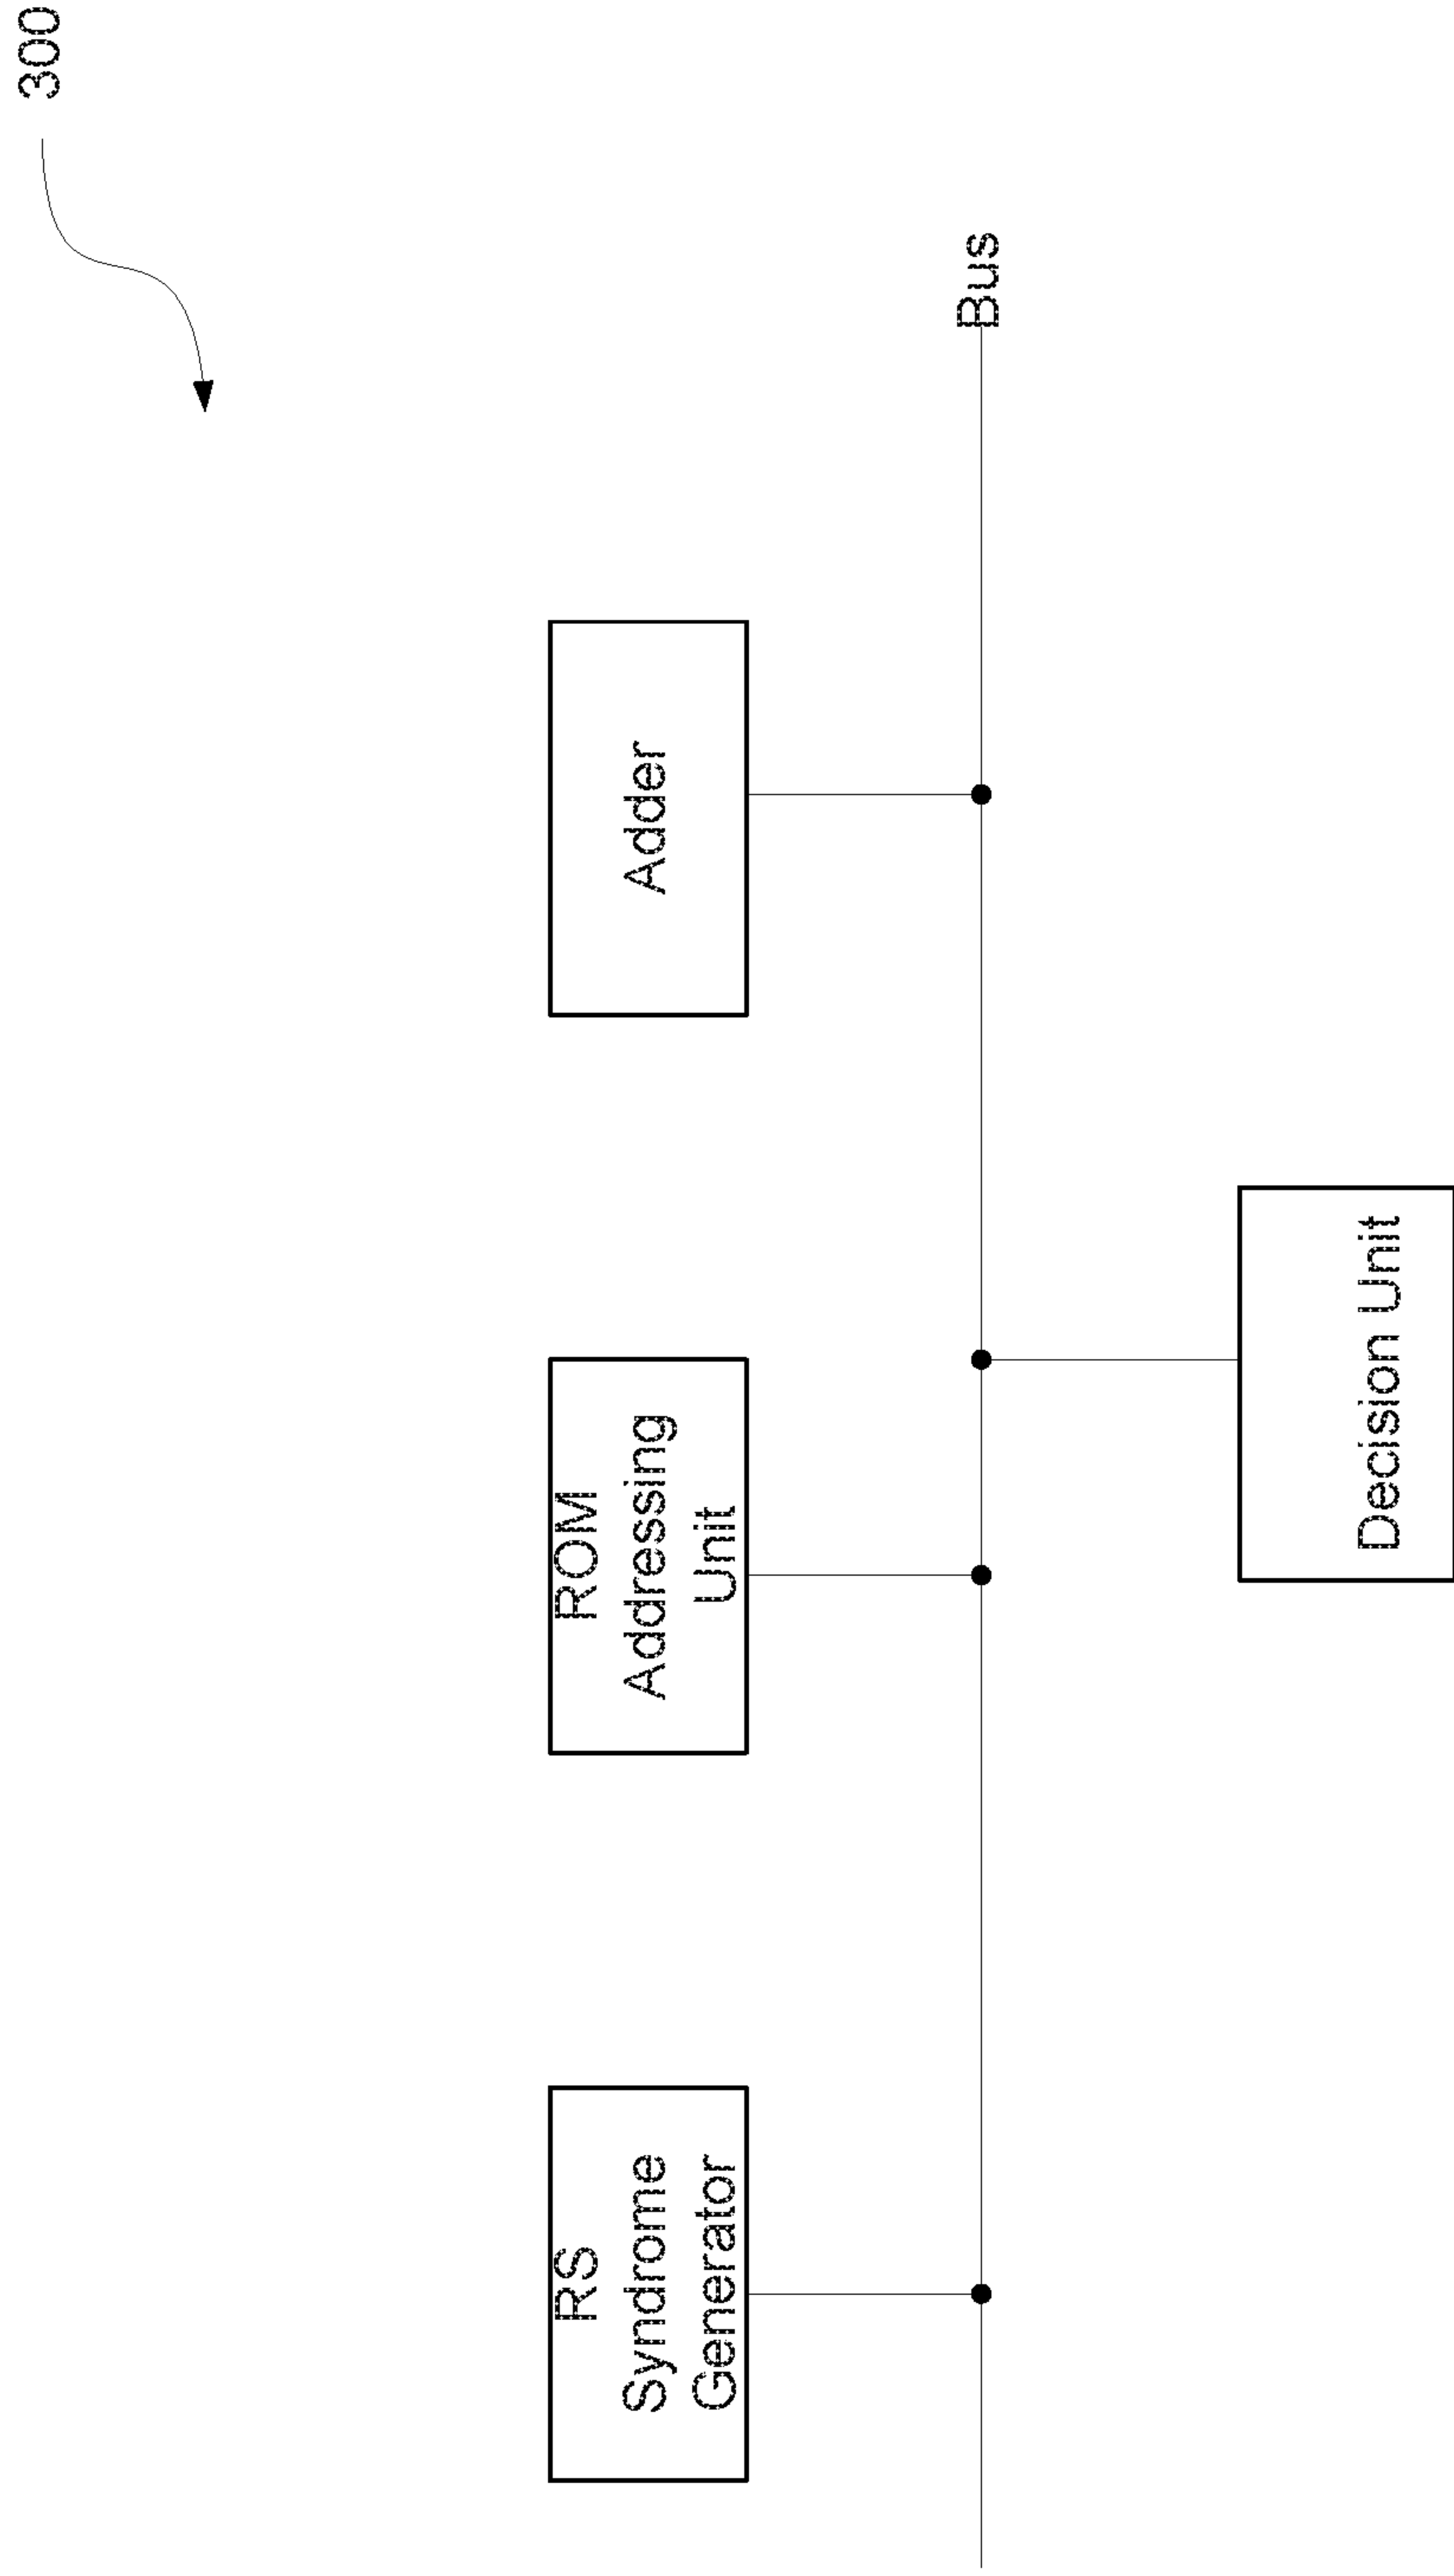 300
RS
Syndrome
Generator
ROM
Addressing
Unit
Adder
Bus
Decision Unit